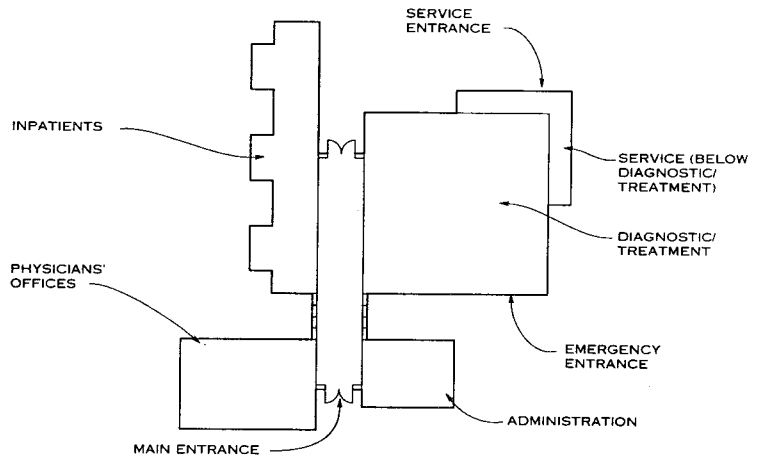 SERVICE
ENTRANCE
INPATIENTS
SERVICE (BELOW
DIAGNOSTIC/
TREATMENT)
DIAGNOSTIC/
TREATMENT
PHYSICIANS'
OFFICES
EMERGENCY
ENTRANCE
ADMINISTRATION
MAIN ENTRANCE